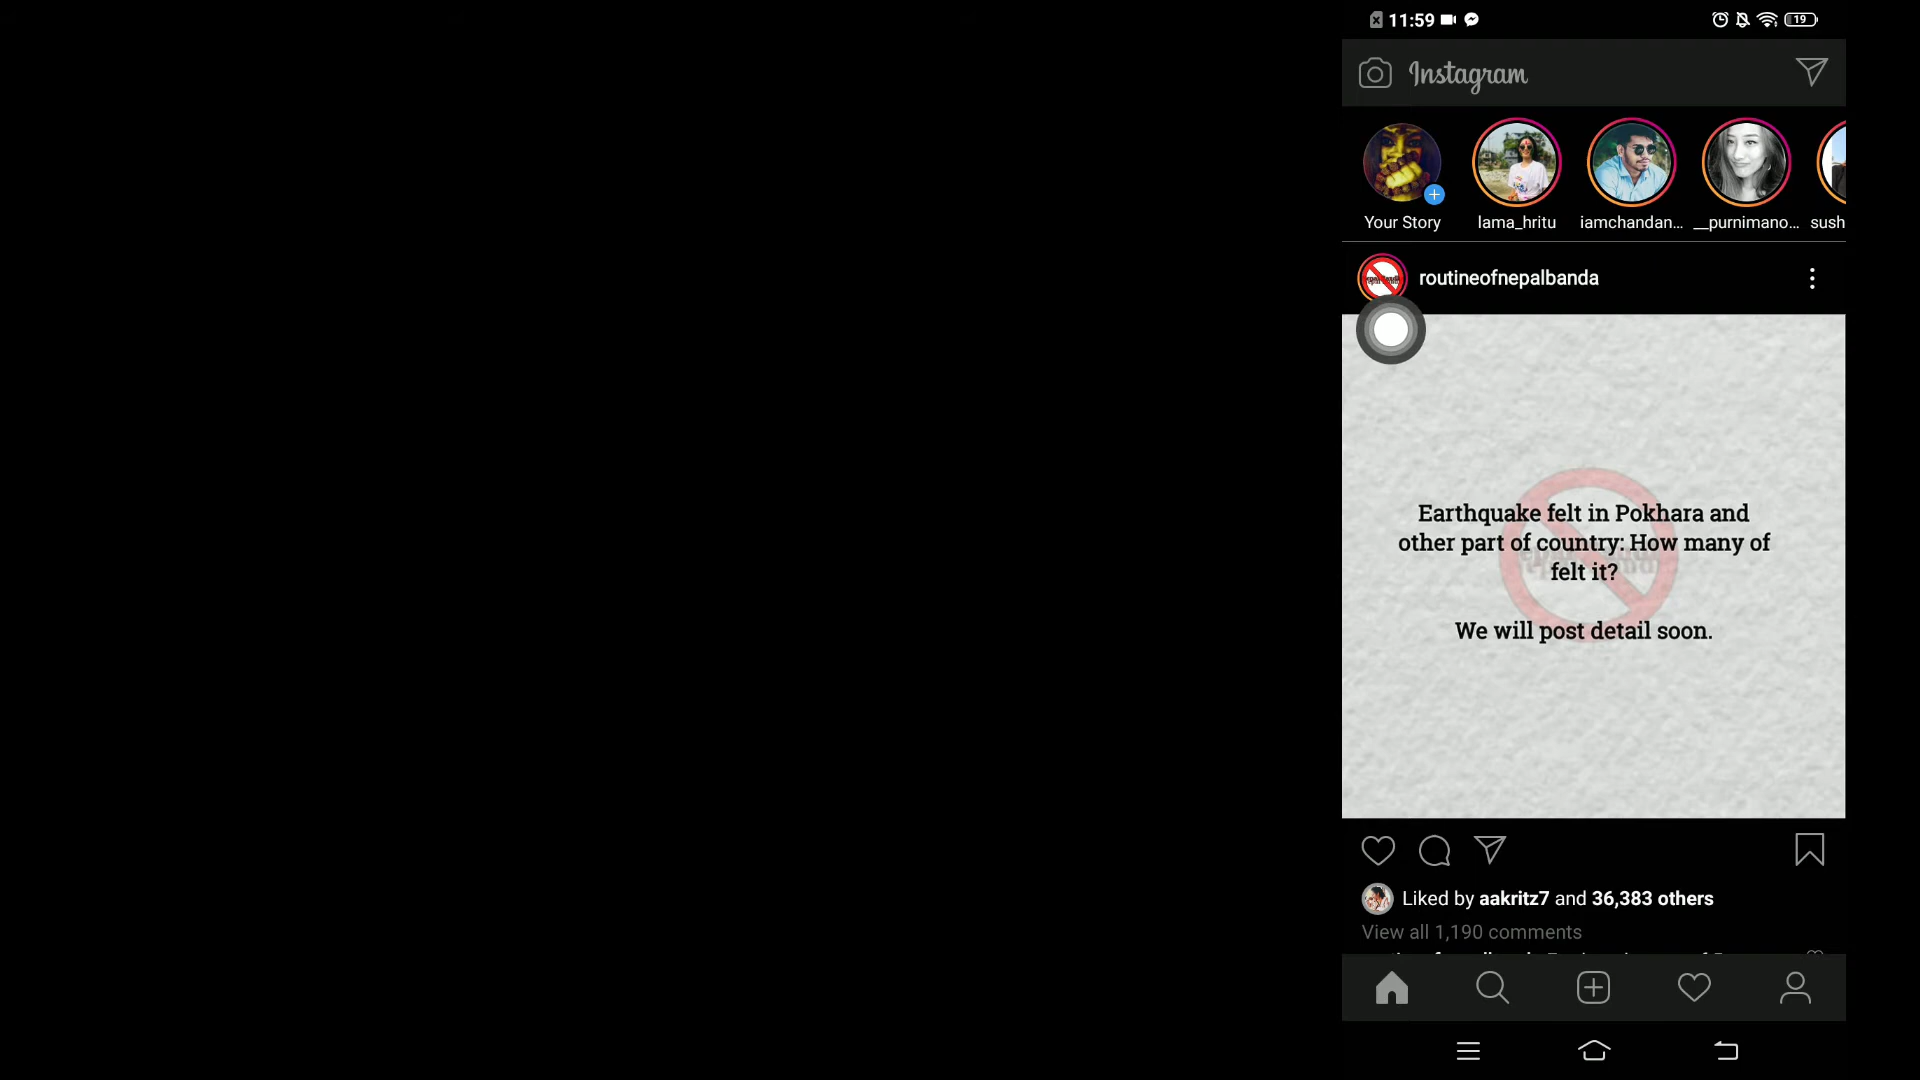 11:59
19
Instagram
Your Story
lama_hritu
iamchandan...
__purnimano...
sush
routineofnepalbanda
Earthquake felt in Pokhara and
other part of country: How many of
felt it?
We will post detail soon.
Liked by aakritz7 and 36,383 others
View all 1,190 comments